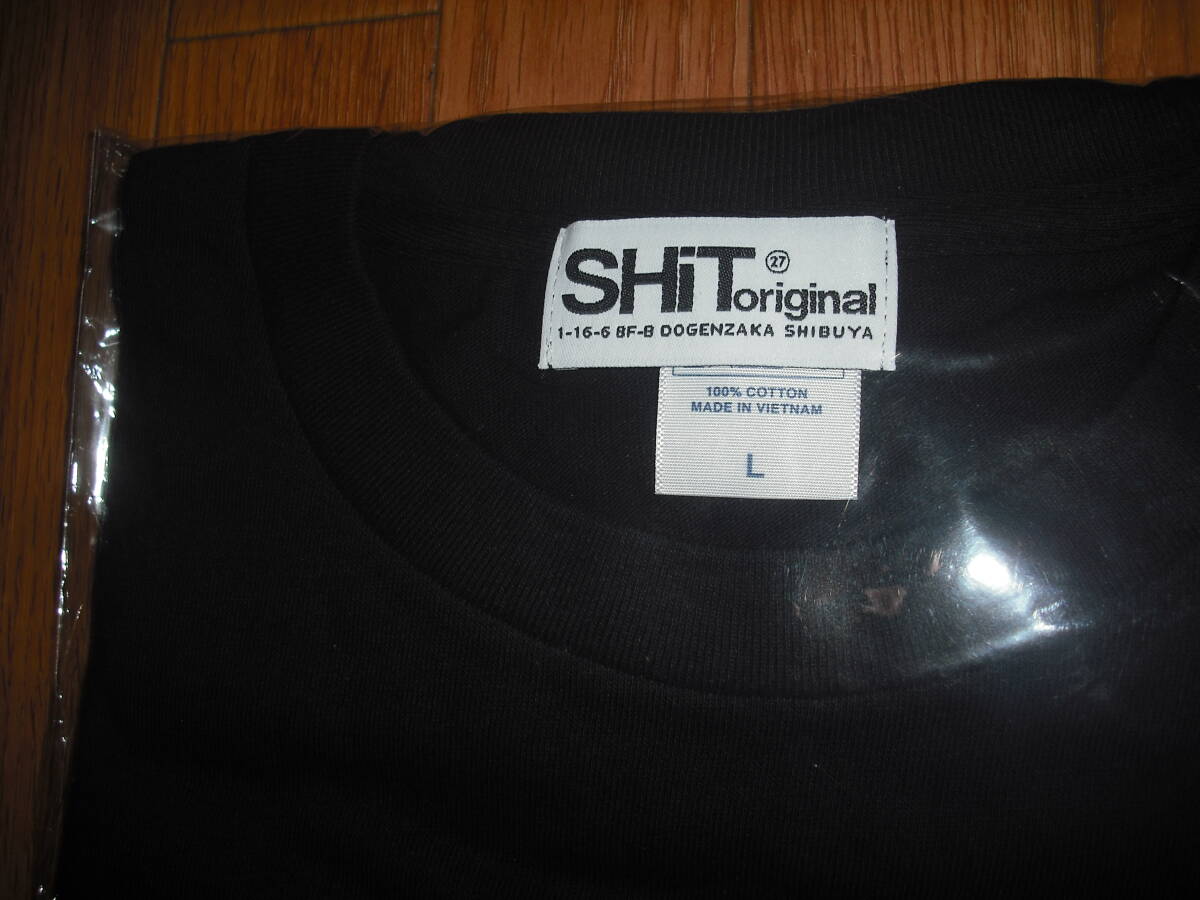 SHiT 27
original
1-16-6 8F-B DOGENZAKA SHIBUYA
100% COTTON
MADE IN VIETNAM
L